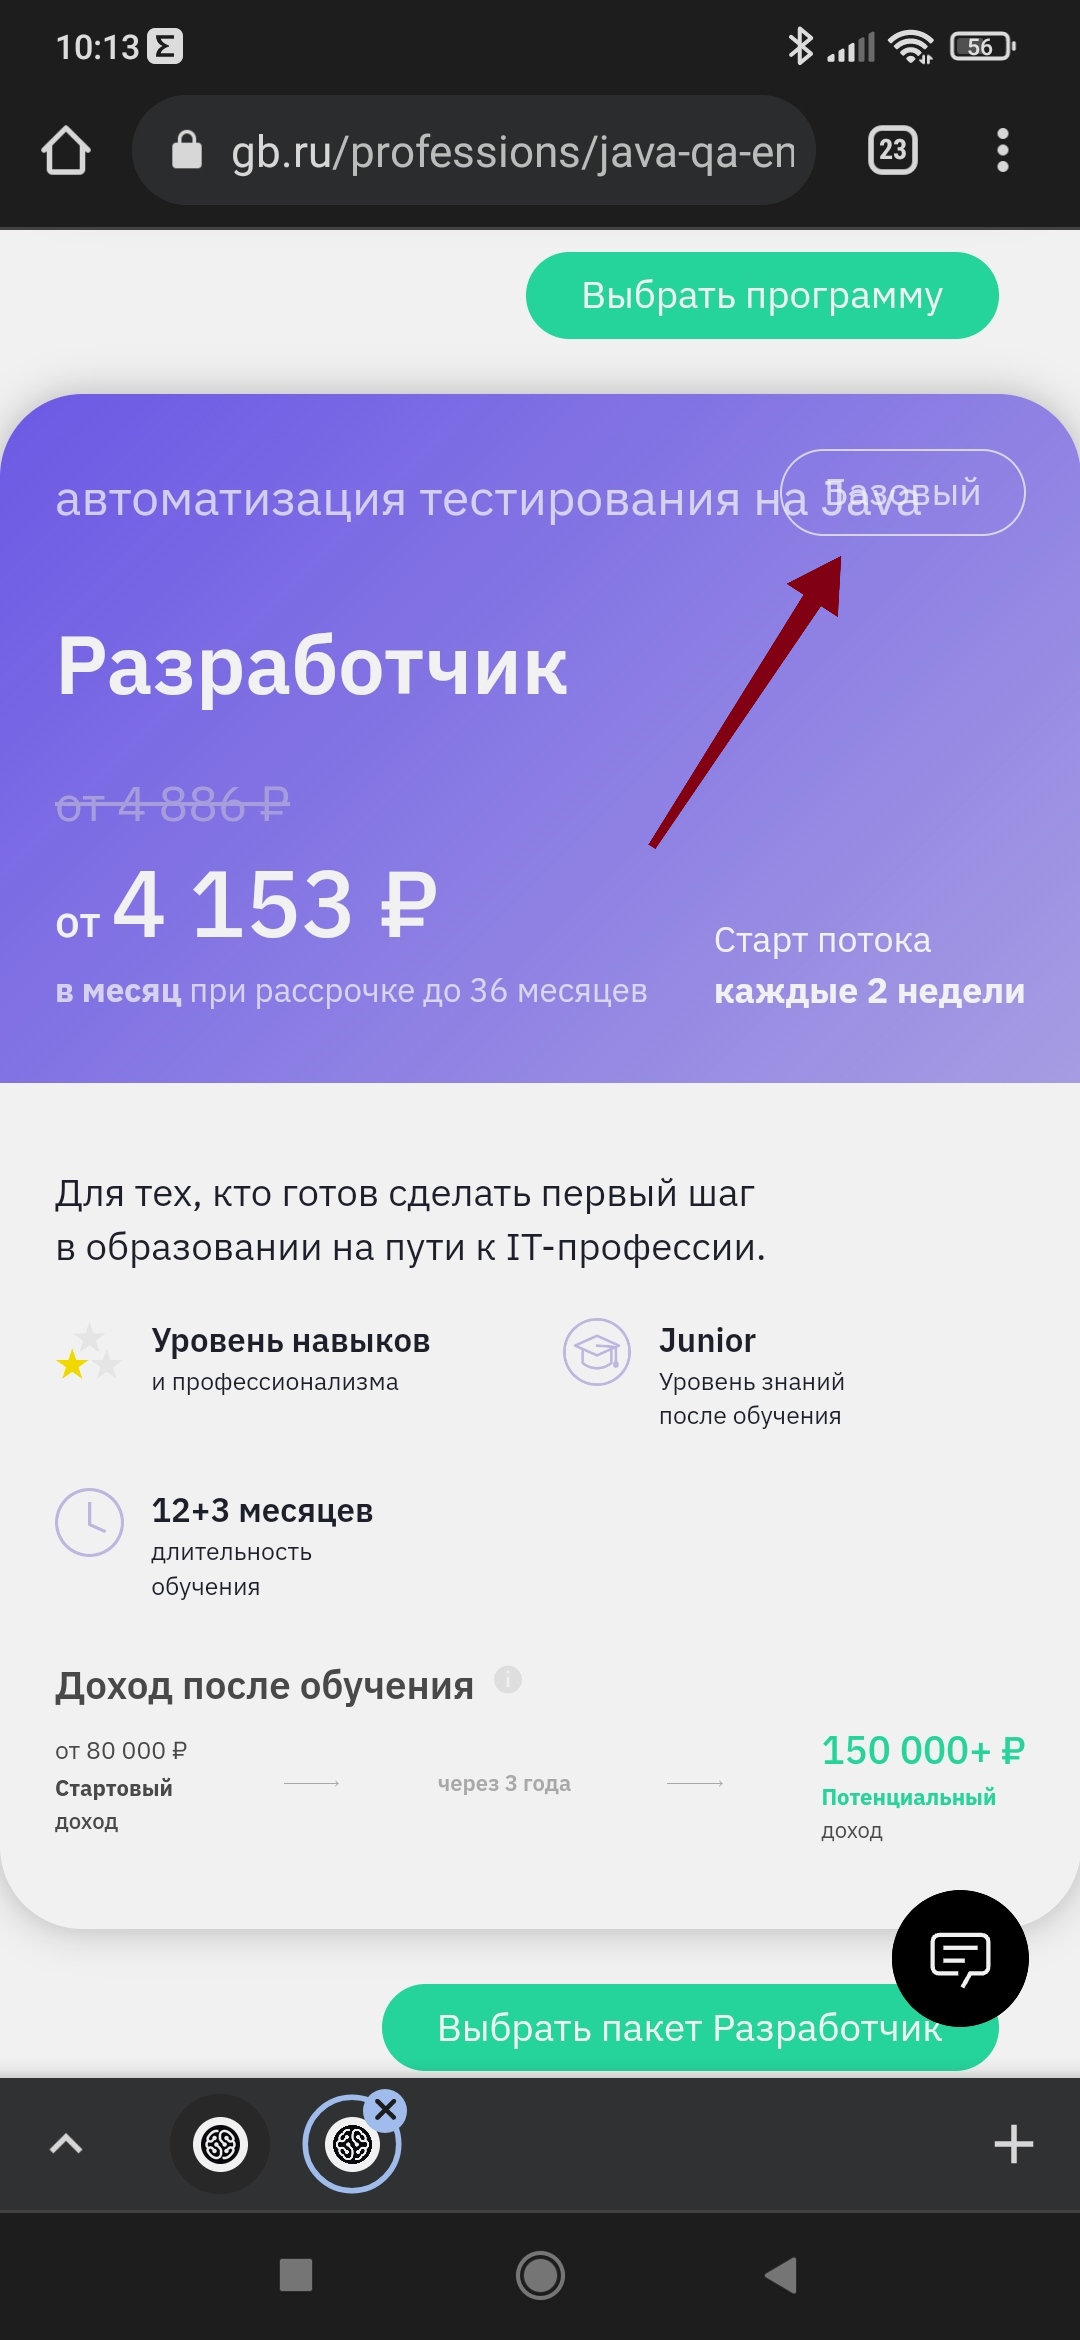 10:13
56
gb.ru/professions/java-qa-en
23
Выбрать программу
автоматизация тестирования на Java
Базовый
Разработчик
от 4 886 ₽
от 4 153 ₽
в месяц при рассрочке до 36 месяцев
Старт потока
каждые 2 недели
Для тех, кто готов сделать первый шаг
в образовании на пути к IT-профессии.
Уровень навыков
и профессионализма
Junior
Уровень знаний
после обучения
12+3 месяцев
длительность
обучения
Доход после обучения
от 80 000 ₽
Стартовый
доход
через 3 года
150 000+ ₽
Потенциальный
доход
Выбрать пакет Разработчик